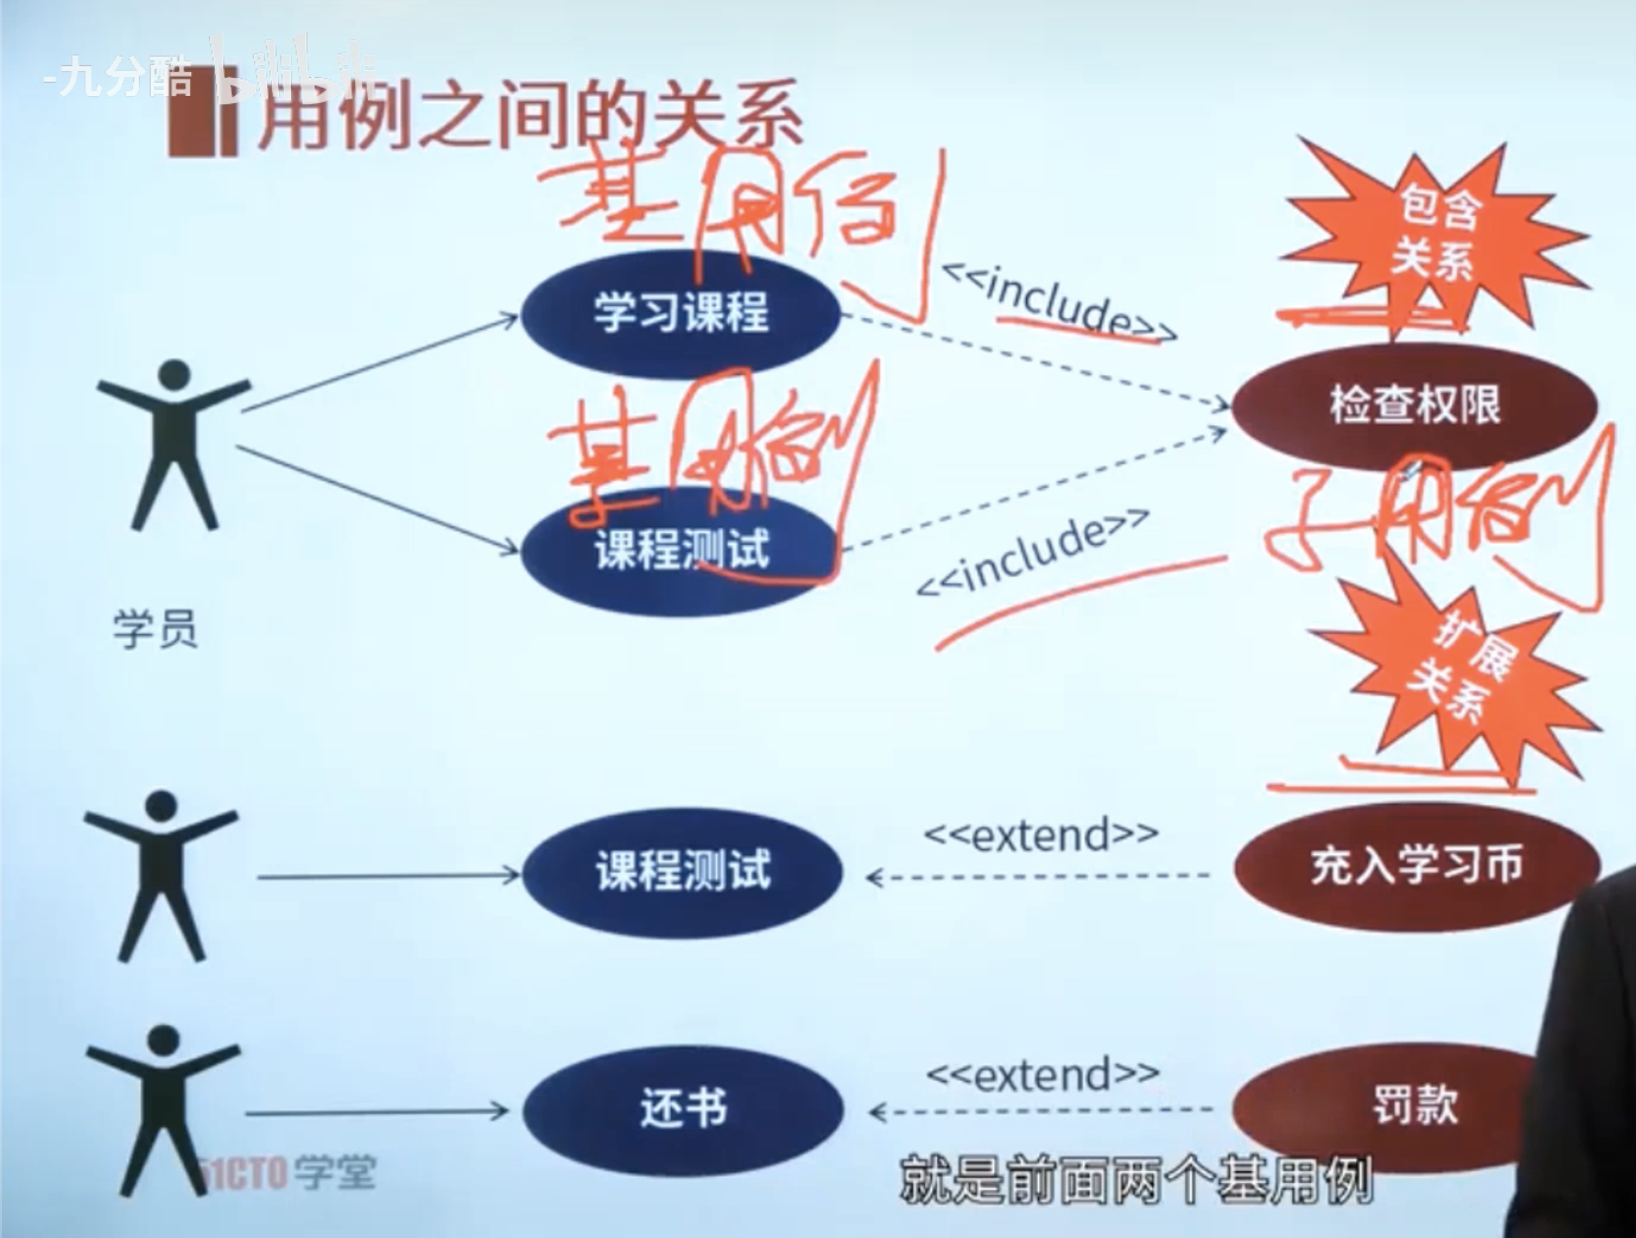 -九分酷 bilibili
用例之间的关系
基用例
包含
关系
<<include>>
学习课程
检查权限
基用例
子用例
<<include>>
课程测试
学员
扩展
关系
<<extend>>
课程测试
充入学习币
<<extend>>
还书
罚款
51CTO学堂
就是前面两个基用例